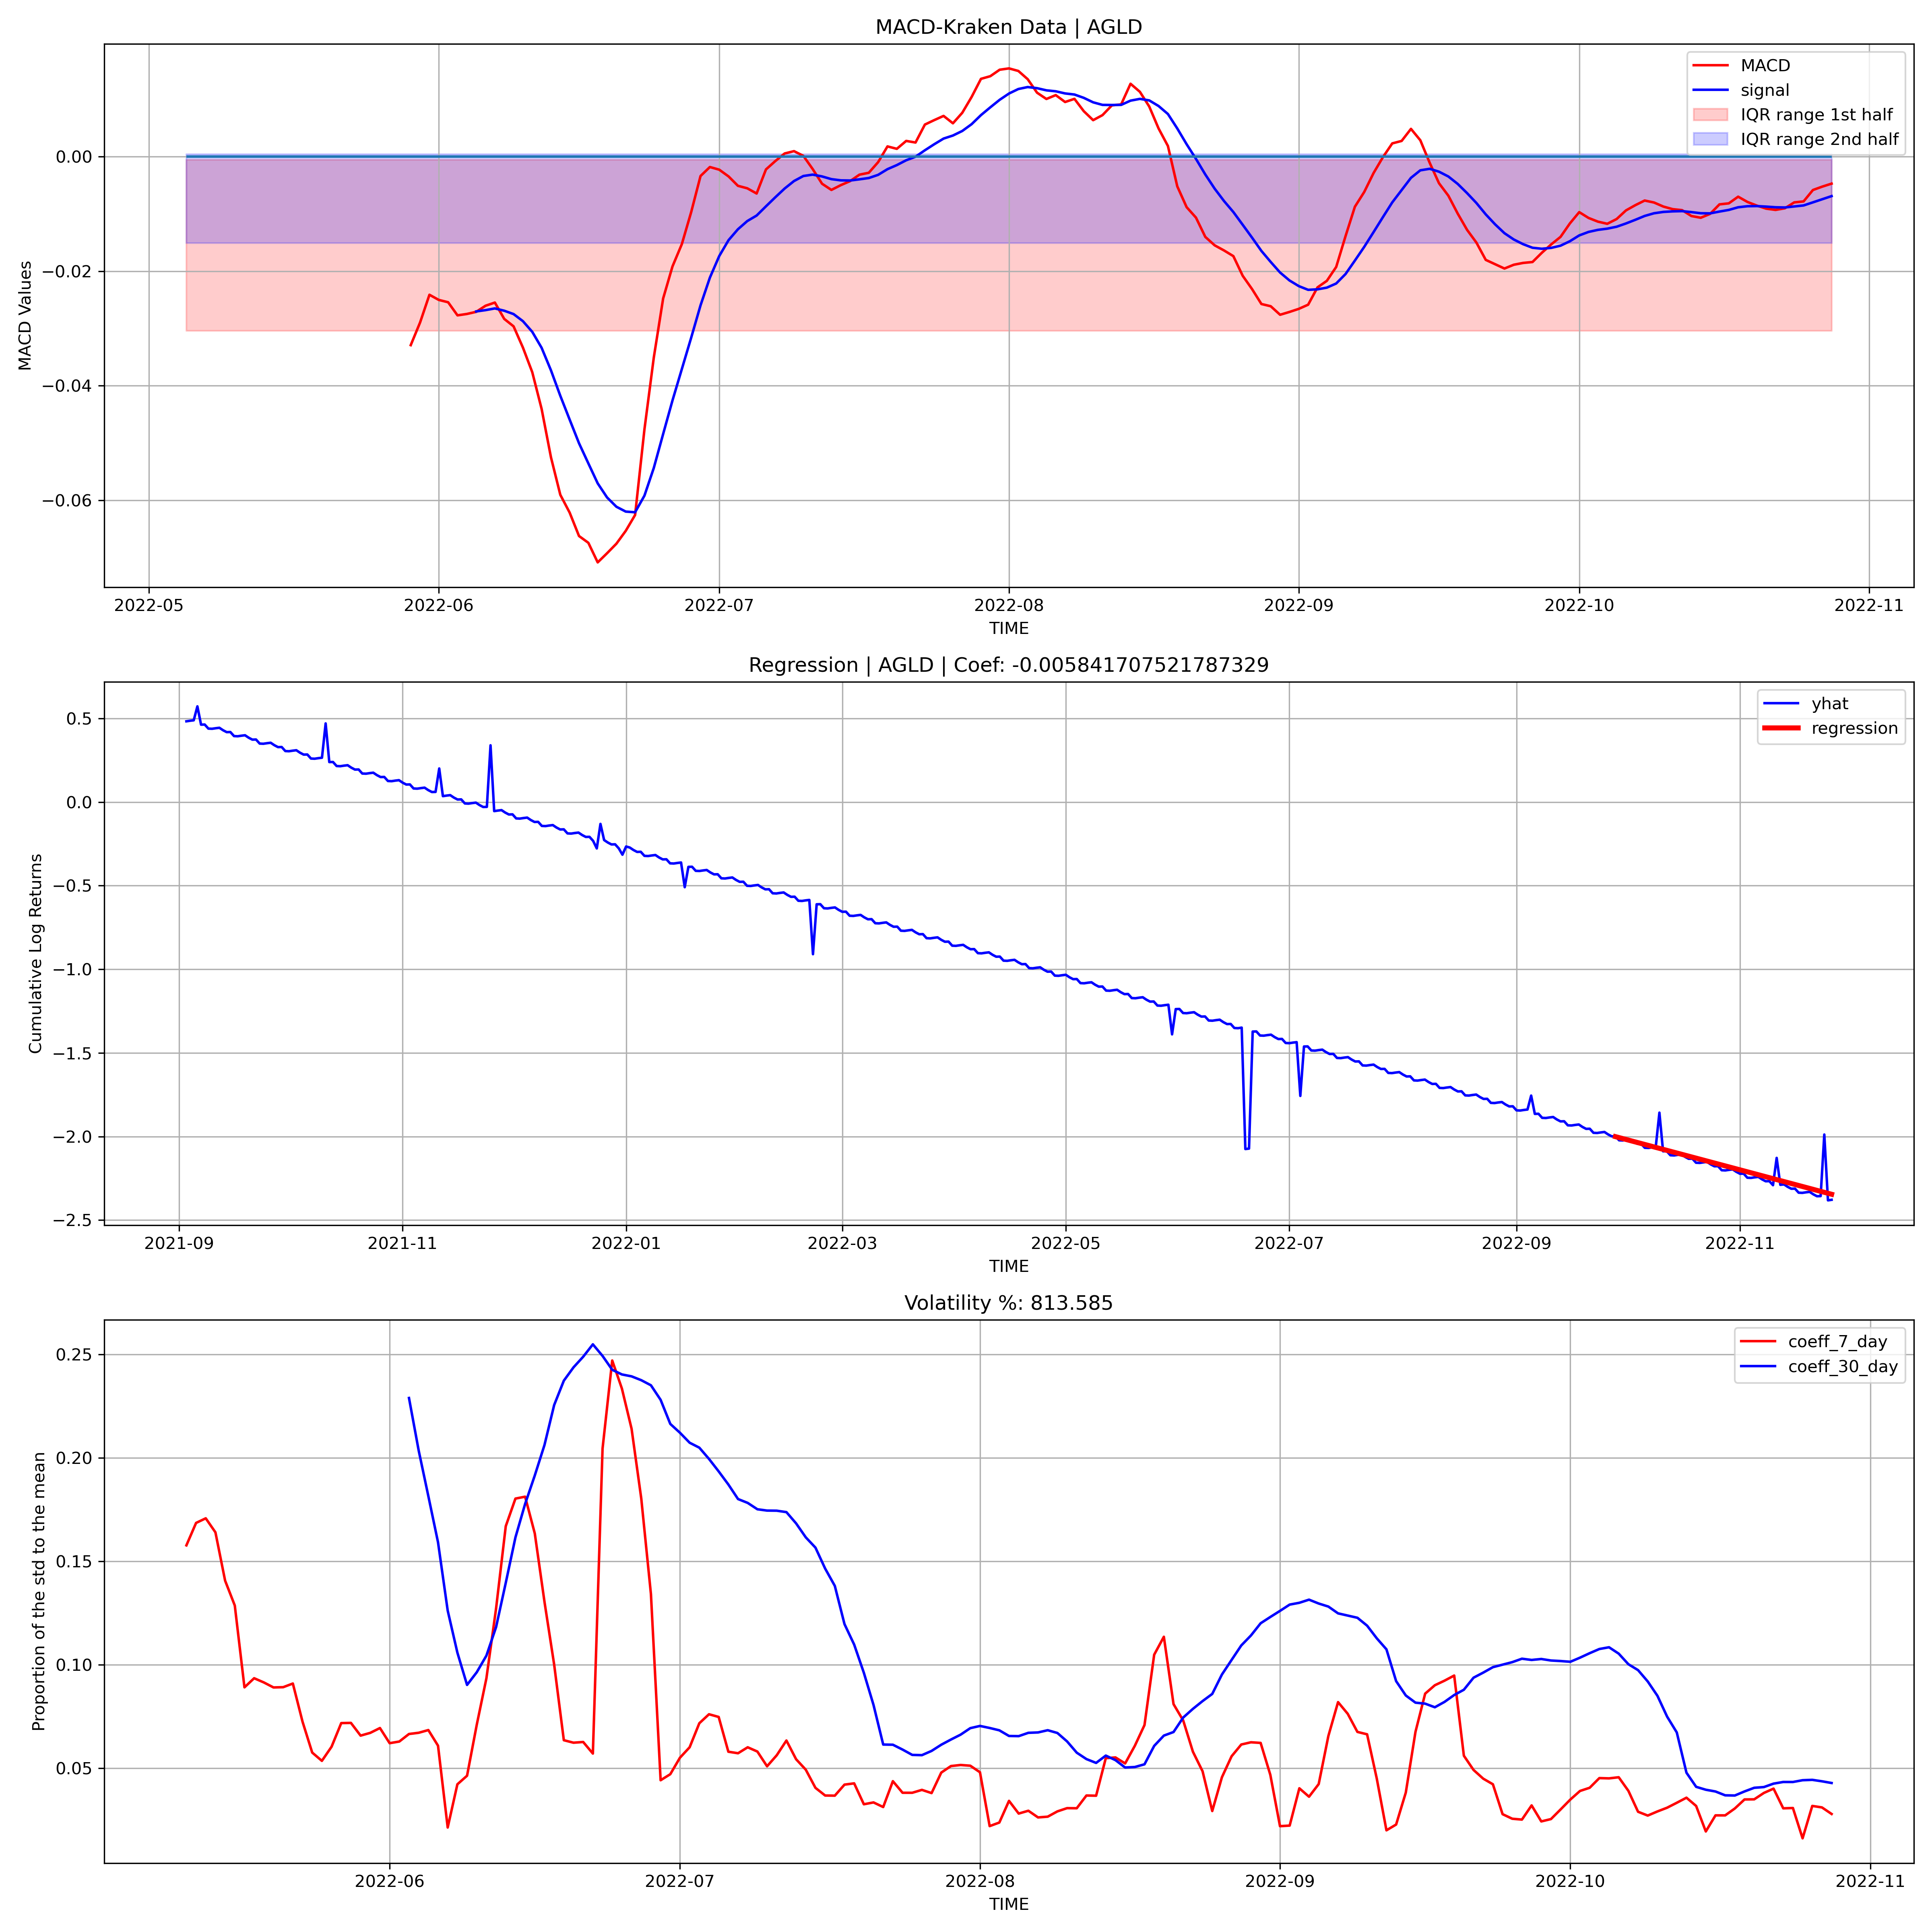 MACD-Kraken Data | AGLD
MACD
signal
IQR range 1st half
IQR range 2nd half
MACD Values
0.00
−0.02
−0.04
−0.06
2022-05
2022-06
2022-07
2022-08
2022-09
2022-10
2022-11
TIME
Regression | AGLD | Coef: -0.005841707521787329
yhat
regression
Cumulative Log Returns
0.5
0.0
−0.5
−1.0
−1.5
−2.0
−2.5
2021-09
2021-11
2022-01
2022-03
2022-05
2022-07
2022-09
2022-11
TIME
Volatility %: 813.585
coeff_7_day
coeff_30_day
Proportion of the std to the mean
0.25
0.20
0.15
0.10
0.05
2022-06
2022-07
2022-08
2022-09
2022-10
2022-11
TIME